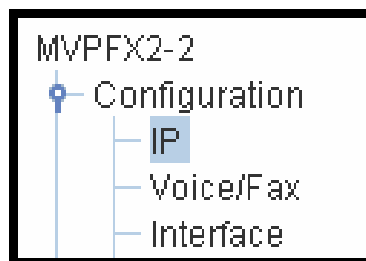 MVPFX2-2
Configuration
IP
Voice/Fax
Interface